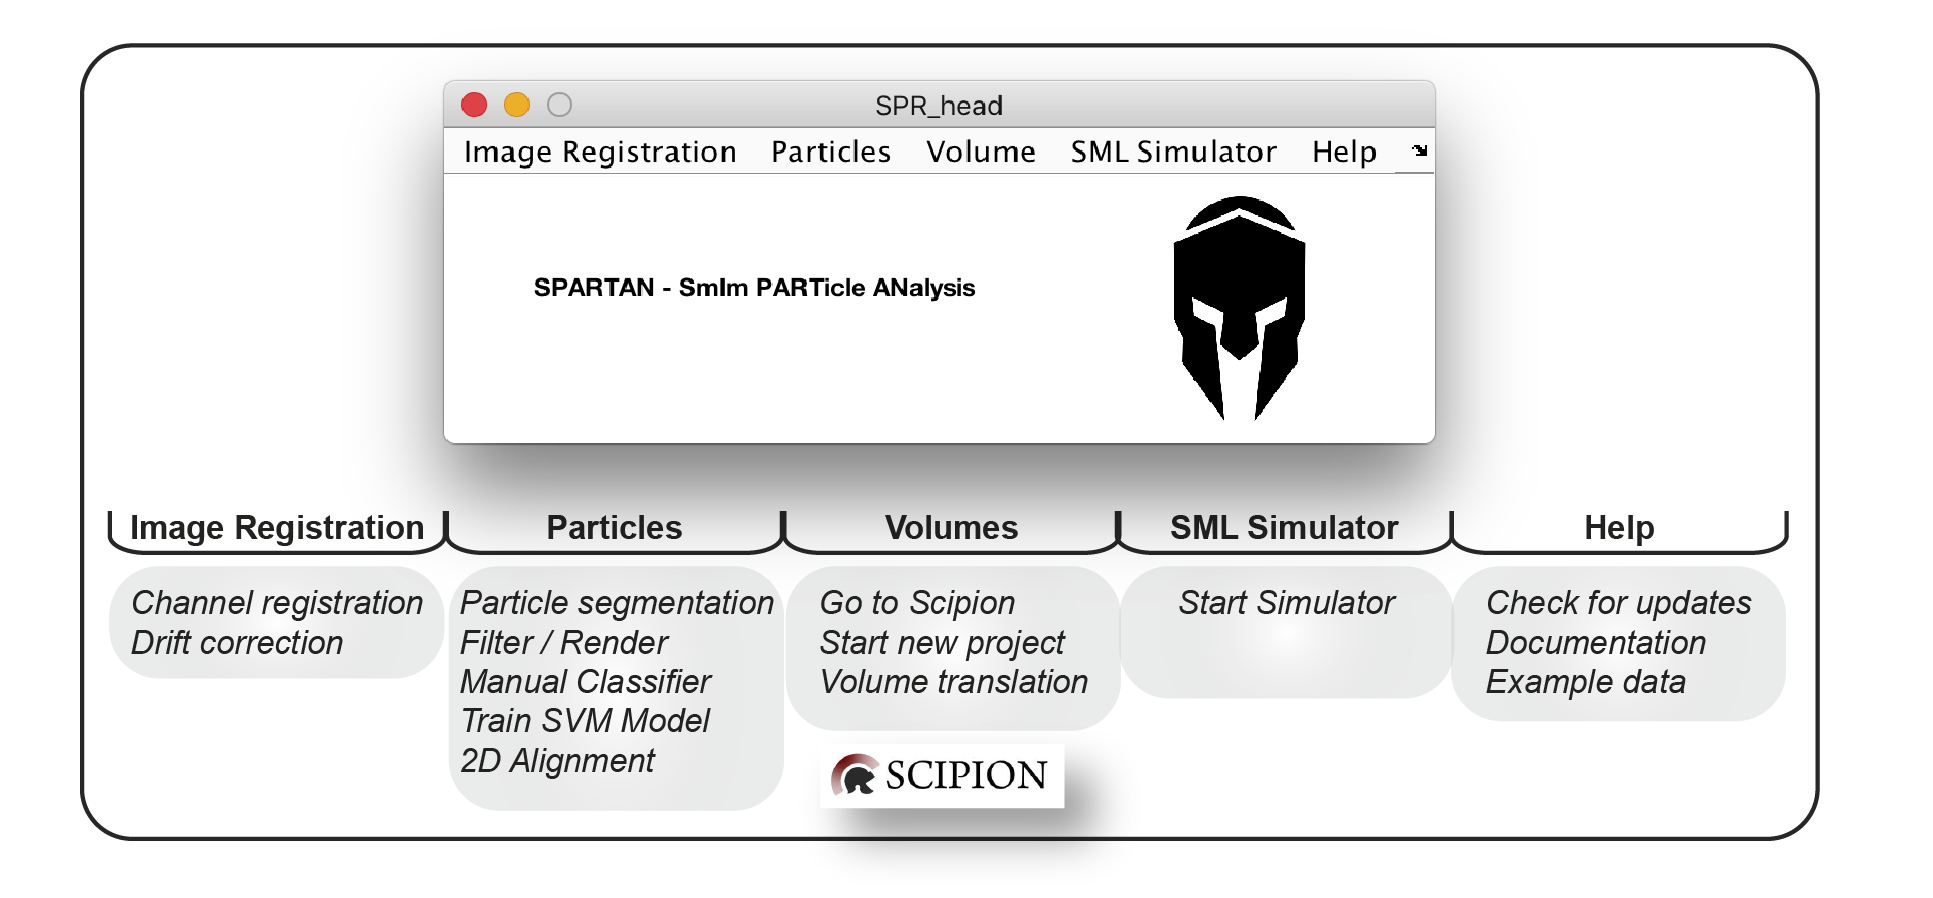 SPR_head
Image Registration Particles Volume SML Simulator Help
SPARTAN - Smlm PARTicle ANalysis
Image Registration
Channel registration
Drift correction
Particles
Particle segmentation
Filter / Render
Manual Classifier
Train SVM Model
2D Alignment
Volumes
Go to Scipion
Start new project
Volume translation
SCIPION
SML Simulator
Start Simulator
Help
Check for updates
Documentation
Example data